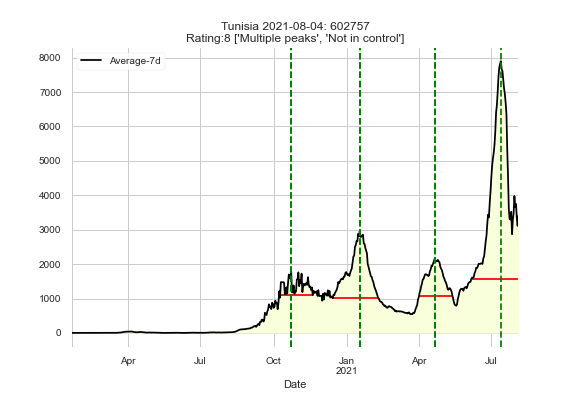 Tunisia 2021-08-04: 602757
Rating:8 ['Multiple peaks', 'Not in control']
Average-7d
8000
7000
6000
5000
4000
3000
2000
1000
0
Apr Jul Oct Jan Apr Jul
2021
Date